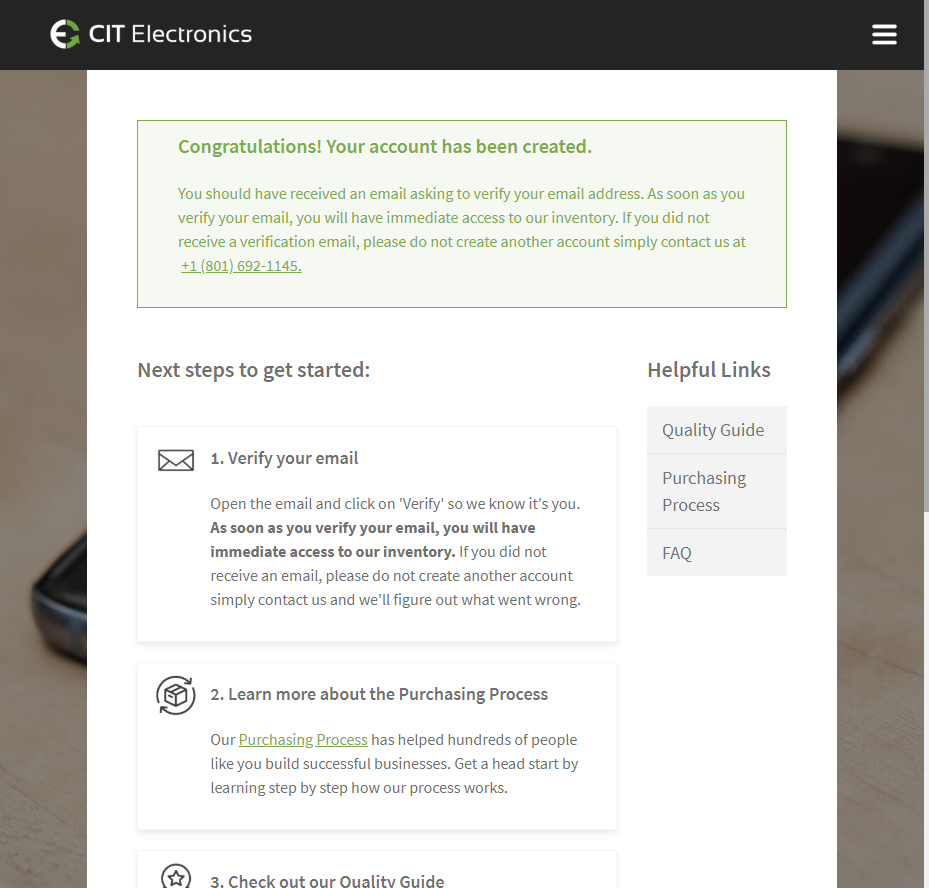 CIT Electronics
Congratulations! Your account has been created.
You should have received an email asking to verify your email address. As soon as you
verify your email, you will have immediate access to our inventory. If you did not
receive a verification email, please do not create another account simply contact us at
+1 (801) 692-1145.
Next steps to get started:
1. Verify your email
Open the email and click on 'Verify' so we know it's you.
As soon as you verify your email, you will have
immediate access to our inventory. If you did not
receive an email, please do not create another account
simply contact us and we'll figure out what went wrong.
2. Learn more about the Purchasing Process
Our Purchasing Process has helped hundreds of people
like you build successful businesses. Get a head start by
learning step by step how our process works.
3. Check out our Quality Guide
Helpful Links
Quality Guide
Purchasing
Process
FAQ